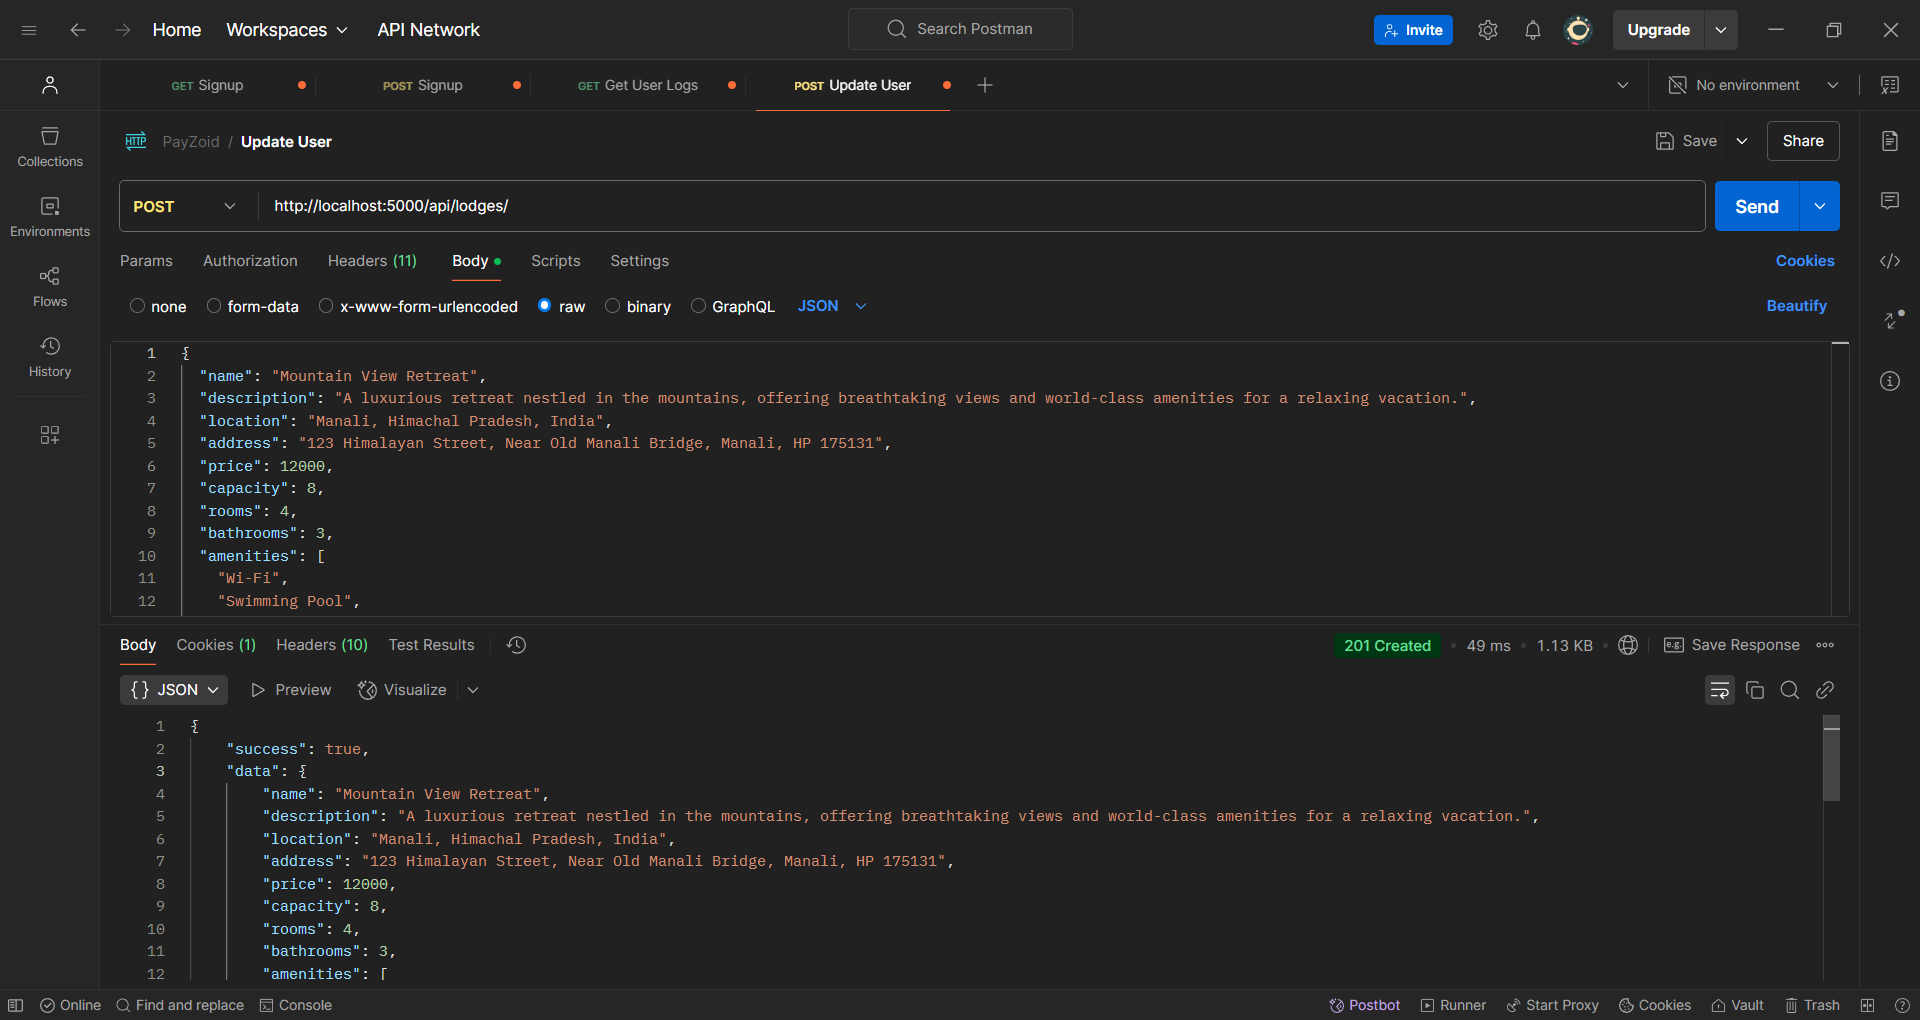 Home Workspaces API Network Search Postman Invite Upgrade
GET Signup POST Signup GET Get User Logs POST Update User No environment
HTTP PayZoid / Update User Save Share
Collections
Environments
Flows
History
POST http://localhost:5000/api/lodges/ Send
Params Authorization Headers (11) Body Scripts Settings Cookies
none form-data x-www-form-urlencoded raw binary GraphQL JSON Beautify
1 {
2 "name": "Mountain View Retreat",
3 "description": "A luxurious retreat nestled in the mountains, offering breathtaking views and world-class amenities for a relaxing vacation.",
4 "location": "Manali, Himachal Pradesh, India",
5 "address": "123 Himalayan Street, Near Old Manali Bridge, Manali, HP 175131",
6 "price": 12000,
7 "capacity": 8,
8 "rooms": 4,
9 "bathrooms": 3,
10 "amenities": [
11 "Wi-Fi",
12 "Swimming Pool",
Body Cookies (1) Headers (10) Test Results 201 Created 49 ms 1.13 KB e.g. Save Response
{} JSON Preview Visualize
1 {
2 "success": true,
3 "data": {
4 "name": "Mountain View Retreat",
5 "description": "A luxurious retreat nestled in the mountains, offering breathtaking views and world-class amenities for a relaxing vacation.",
6 "location": "Manali, Himachal Pradesh, India",
7 "address": "123 Himalayan Street, Near Old Manali Bridge, Manali, HP 175131",
8 "price": 12000,
9 "capacity": 8,
10 "rooms": 4,
11 "bathrooms": 3,
12 "amenities": [
Online Find and replace Console Postbot Runner Start Proxy Cookies Vault Trash